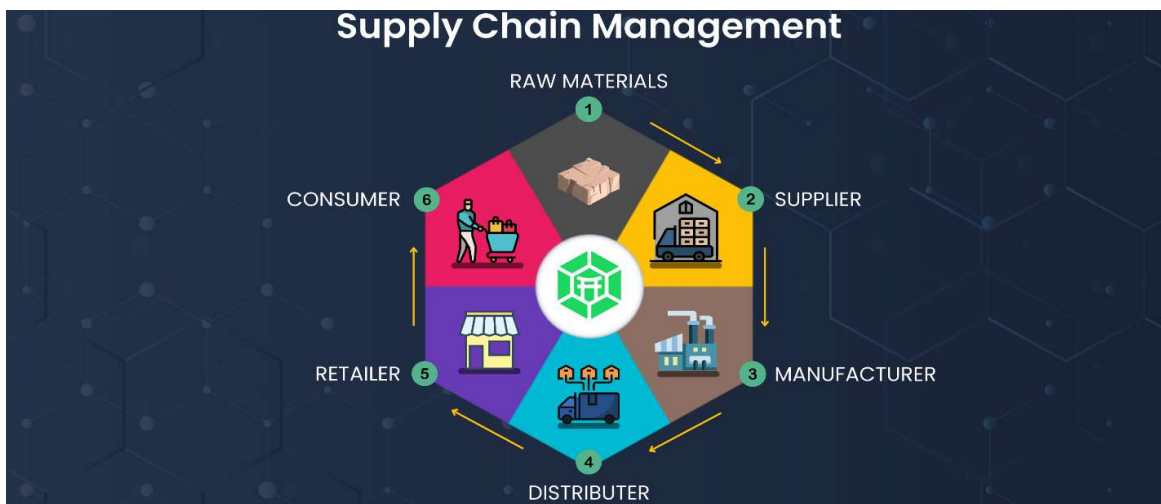 Supply Chain Management
RAW MATERIALS
1
2
SUPPLIER
3
MANUFACTURER
4
DISTRIBUTER
5
RETAILER
6
CONSUMER